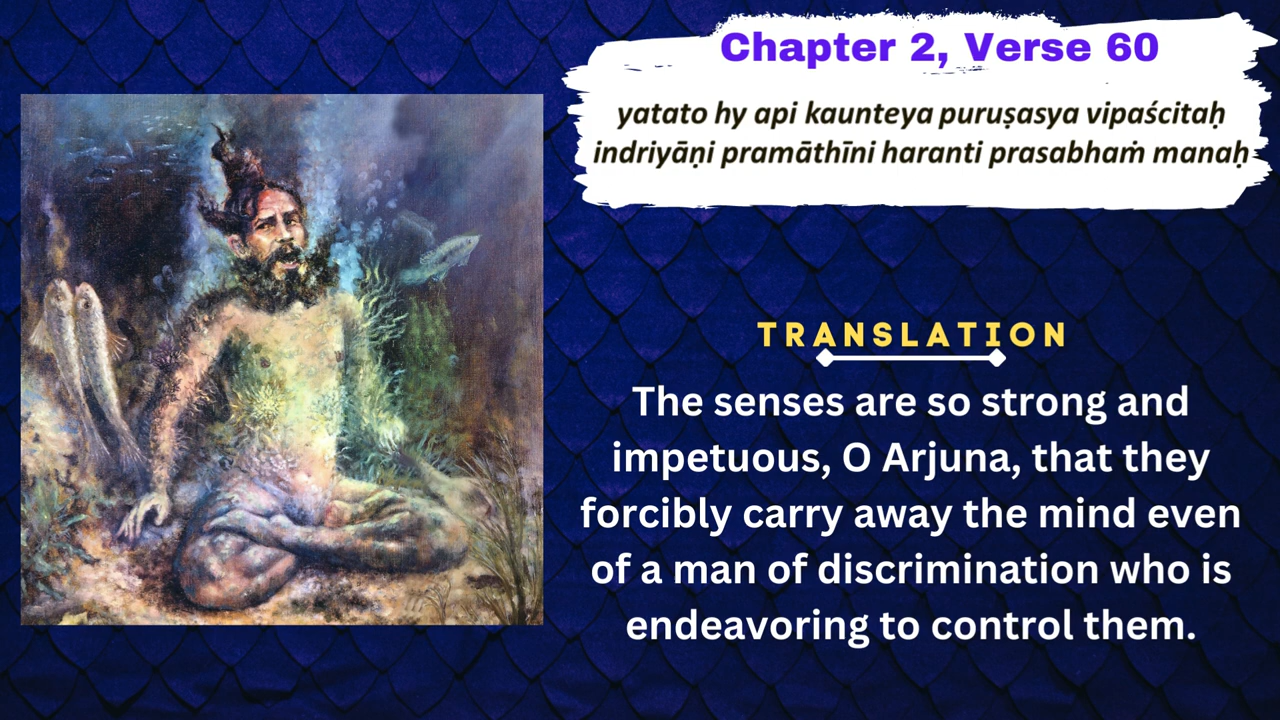 Chapter 2, Verse 60
yatato hy api kaunteya puruṣasya vipaścitaḥ
indriyāṇi pramāthīni haranti prasabhaṁ manaḥ
TRANSLATION
The senses are so strong and
impetuous, O Arjuna, that they
forcibly carry away the mind even
of a man of discrimination who is
endeavoring to control them.